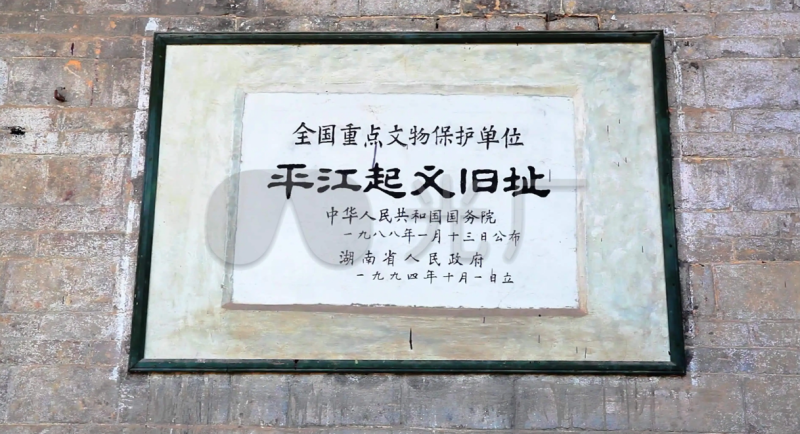 全国重点文物保护单位
平江起义旧址
中华人民共和国国务院
一九八八年一月十三日公布
湖南省人民政府
一九九四年十月一日立